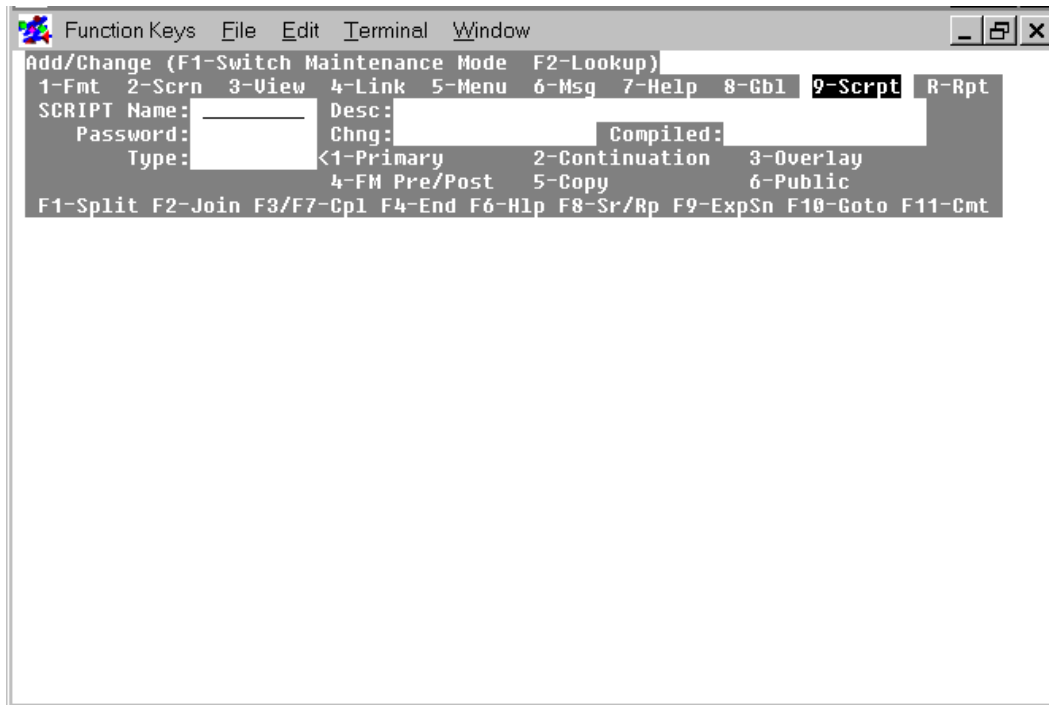 Function Keys File Edit Terminal Window
Add/Change (F1-Switch Maintenance Mode F2-Lookup)
1-Fmt 2-Scrn 3-View 4-Link 5-Menu 6-Msg 7-Help 8-Gbl 9-Scrpt R-Rpt
SCRIPT Name: Desc:
Password: Chng: Compiled:
Type: <1-Primary 2-Continuation 3-Overlay
4-FM Pre/Post 5-Copy 6-Public
F1-Split F2-Join F3/F7-Cpl F4-End F6-Hlp F8-Sr/Rp F9-ExpSn F10-Goto F11-Cmt